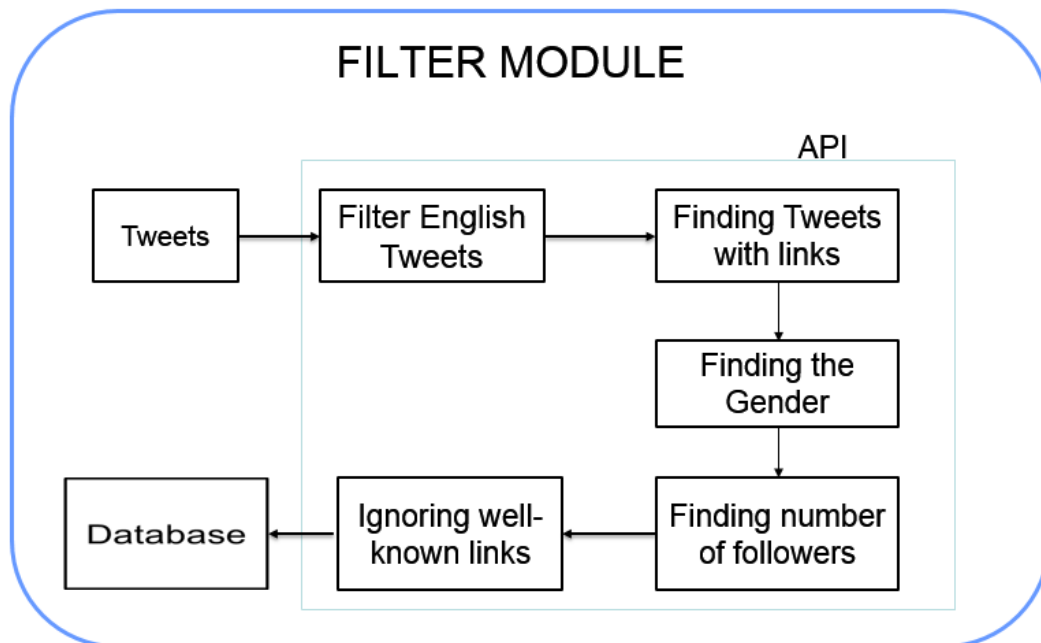 FILTER MODULE
API
Tweets
Filter English
Tweets
Finding Tweets
with links
Finding the
Gender
Finding number
of followers
Ignoring well-
known links
Database